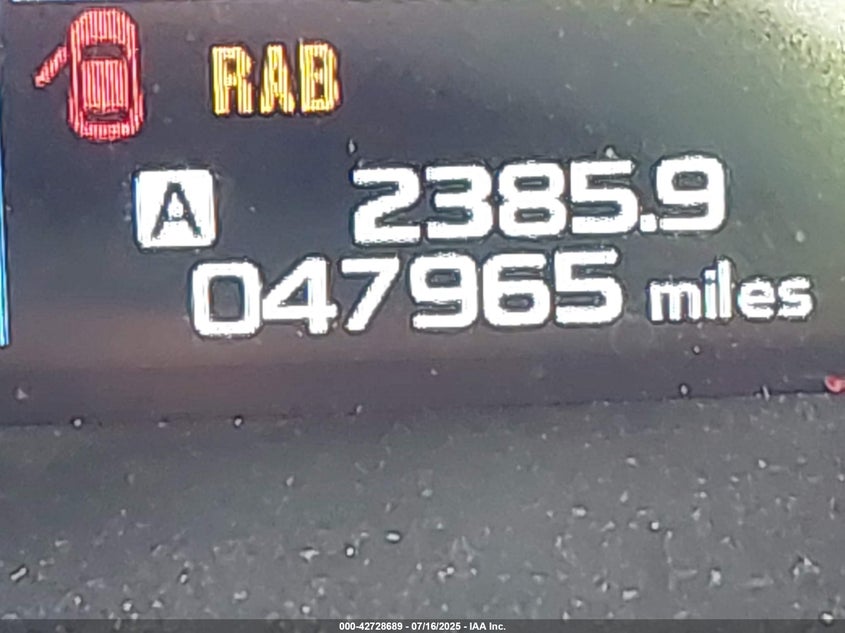 RAB
A 2385.9
047965 miles
000-42728689 - 07/16/2025 - IAA Inc.